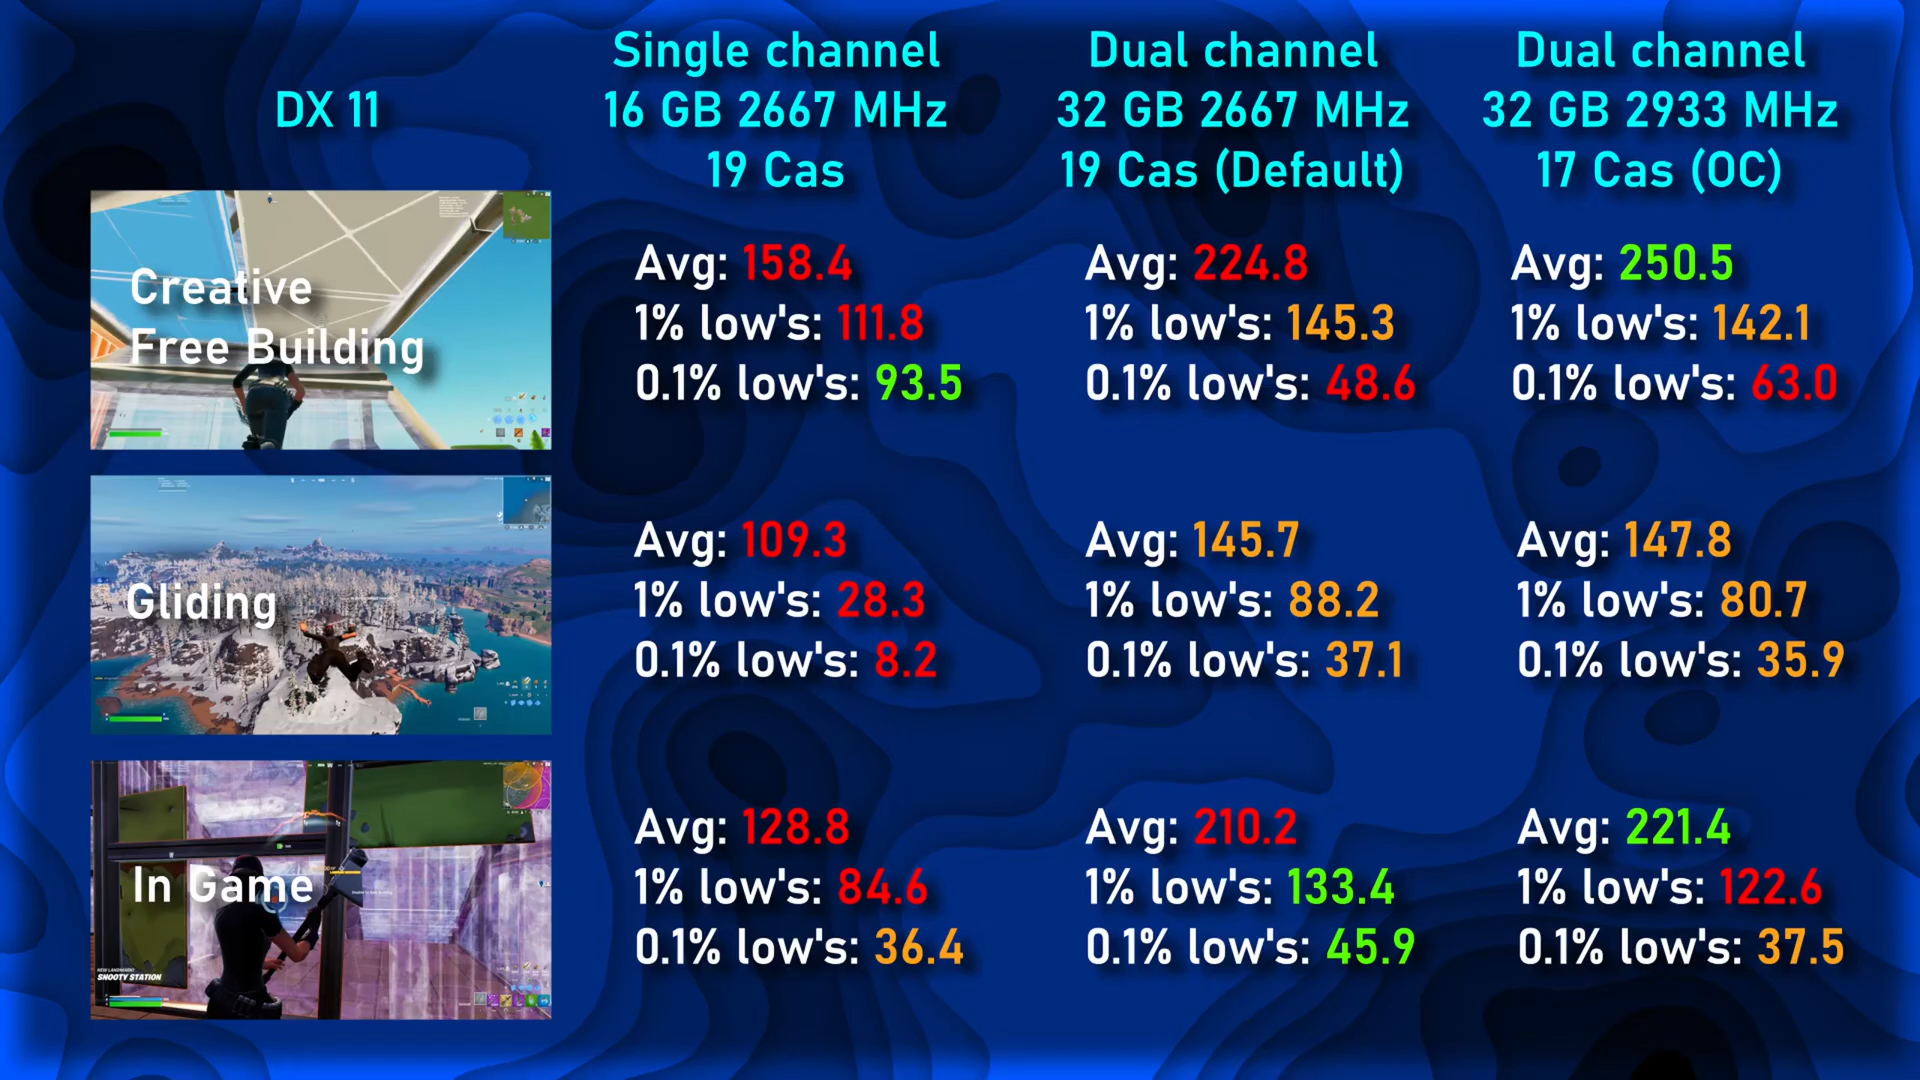 DX 11
Single channel
16 GB 2667 MHz
19 Cas
Dual channel
32 GB 2667 MHz
19 Cas (Default)
Dual channel
32 GB 2933 MHz
17 Cas (OC)
Creative
Free Building
Avg: 158.4
1% low's: 111.8
0.1% low's: 93.5
Avg: 224.8
1% low's: 145.3
0.1% low's: 48.6
Avg: 250.5
1% low's: 142.1
0.1% low's: 63.0
Gliding
Avg: 109.3
1% low's: 28.3
0.1% low's: 8.2
Avg: 145.7
1% low's: 88.2
0.1% low's: 37.1
Avg: 147.8
1% low's: 80.7
0.1% low's: 35.9
In Game
NEW LANDMARK!
SNOOTY STATION
Avg: 128.8
1% low's: 84.6
0.1% low's: 36.4
Avg: 210.2
1% low's: 133.4
0.1% low's: 45.9
Avg: 221.4
1% low's: 122.6
0.1% low's: 37.5